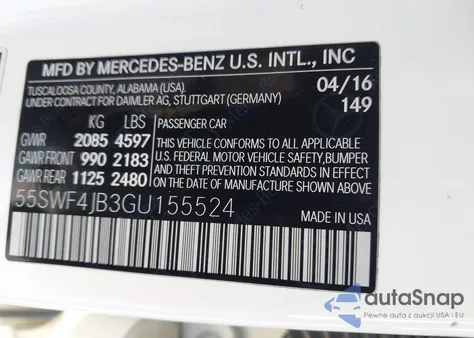 MFD BY MERCEDES-BENZ U.S. INTL., INC
TUSCALOOSA COUNTY, ALABAMA (USA).
UNDER CONTRACT FOR DAIMLER AG, STUTTGART (GERMANY)
04/16
149
KG LBS
GVWR 2085 4597
GAWR FRONT 990 2183
GAWR REAR 1125 2480
PASSENGER CAR
THIS VEHICLE CONFORMS TO ALL APPLICABLE
U.S. FEDERAL MOTOR VEHICLE SAFETY, BUMPER
AND THEFT PREVENTION STANDARDS IN EFFECT
ON THE DATE OF MANUFACTURE SHOWN ABOVE.
55SWF4JB3GU155524
MADE IN USA
autoSnap
Pewne auta z aukcji USA i EU